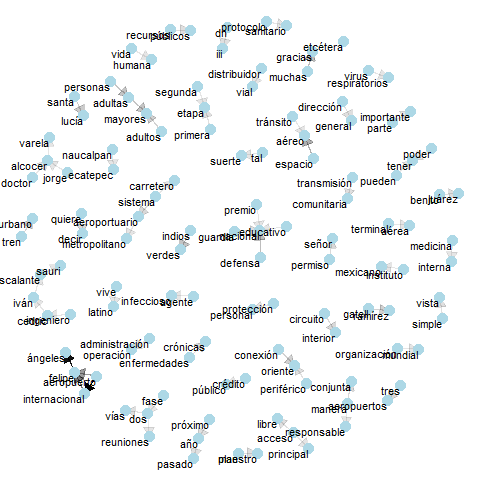 protocolo
dh
sanitario
iii
recursos
públicos
etcétera
gracias
muchas
vida
humana
distribuidor
vial
virus
respiratorios
personas
segunda
santa
adultas
lucía
mayores
etapa
adultos
primera
tránsito
dirección
general
importante
parte
aéreo
espacio
varela
alcocer
doctor
jorge
naucalpan
ecatepec
suerte
tal
poder
tener
pueden
carretero
sistema
transmisión
comunitaria
benito
juárez
premio
urbano
tren
quiere
decir
aeroportuario
metropolitano
indios
verdes
guardia
nacional
educativo
defensa
señor
permiso
terminal
aérea
medicina
interna
sauri
escalante
iván
ingeniero
vive
latino
infeccioso
agente
protección
personal
mexicano
instituto
circuito
interior
gatell
ramírez
vista
simple
ángeles
felipe
aeropuerto
internacional
administración
operación
crónicas
enfermedades
conexión
oriente
periférico
organización
mundial
público
crédito
conjunta
manera
responsable
tres
aeropuertos
fase
dos
vías
reuniones
próximo
año
pasado
maestro
libre
acceso
principal